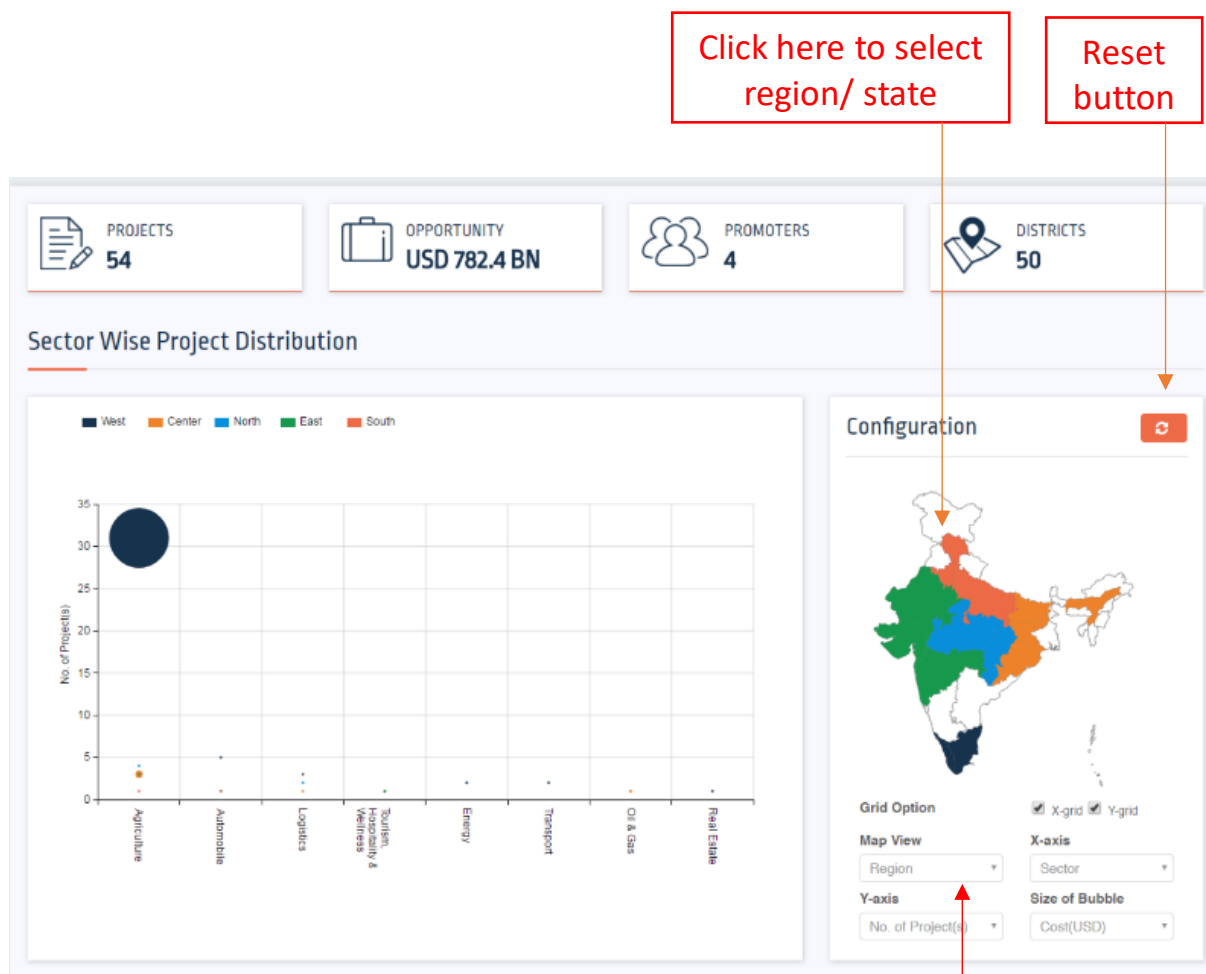 Click here to select
region/ state
Reset
button
PROJECTS
54
OPPORTUNITY
USD 782.4 BN
PROMOTERS
4
DISTRICTS
50
Sector Wise Project Distribution
West Center North East South
Configuration
35
30
25
20
15
10
5
0
No. of Project(s)
Agriculture
Automobile
Logistics
Tourism,
Hospitality &
Wellness
Energy
Transport
Oil & Gas
Real Estate
Grid Option X-grid Y-grid
Map View X-axis
Region Sector
Y-axis Size of Bubble
No. of Project(s) Cost(USD)